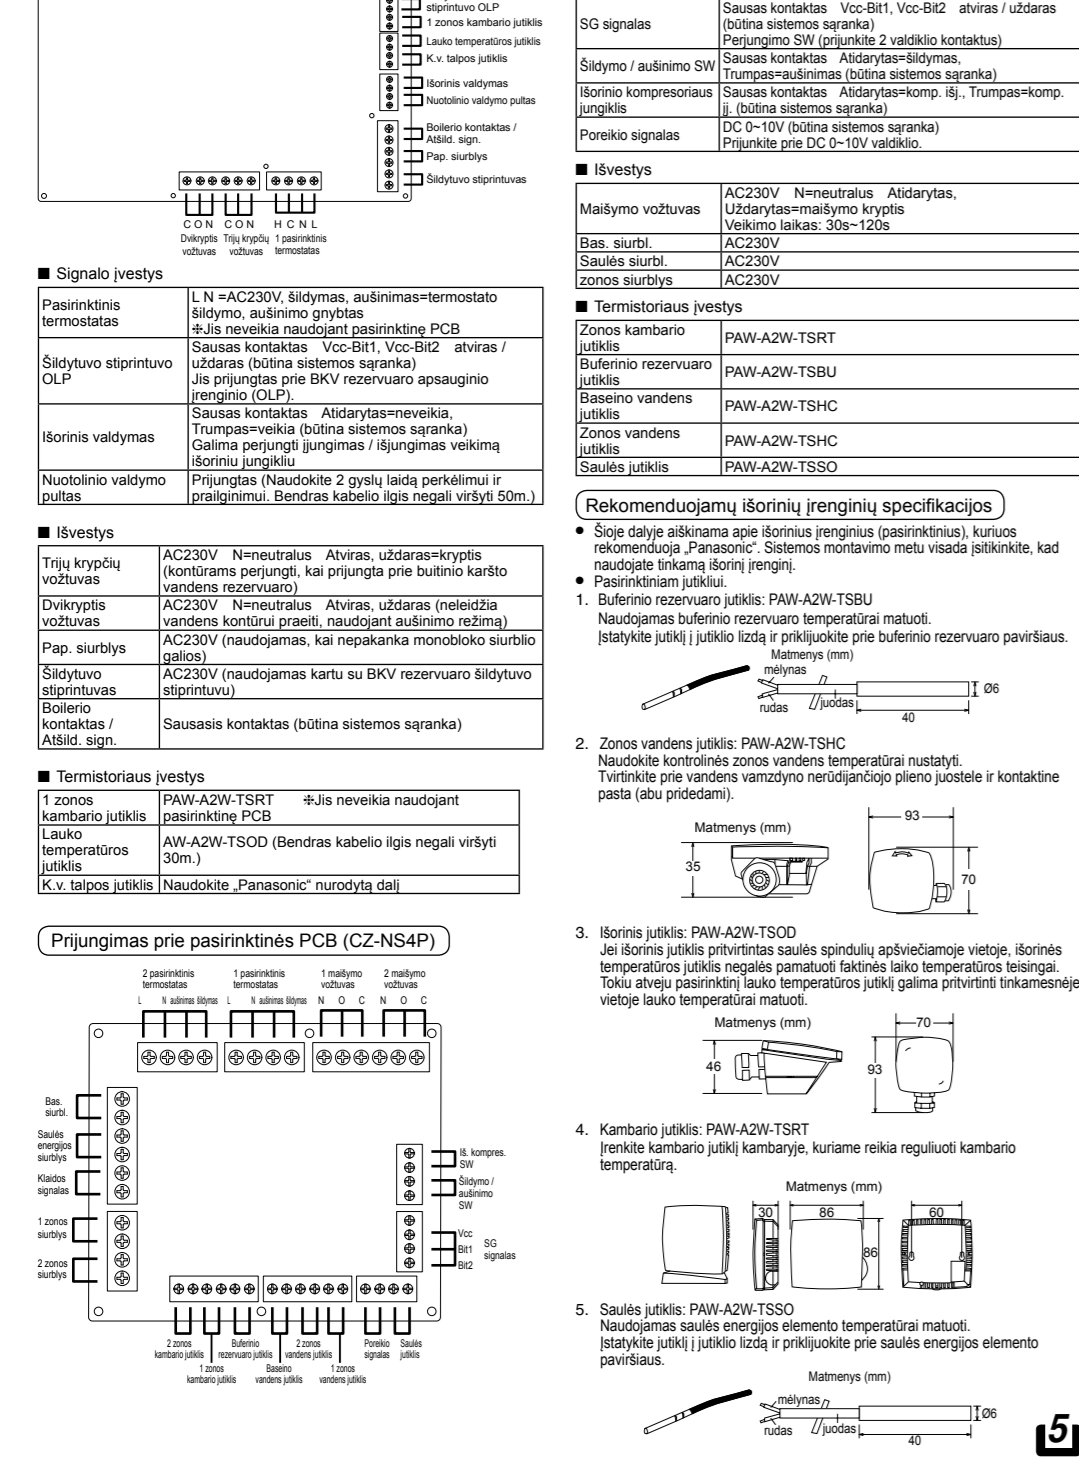 stiprintuvo OLP
1 zonos kambario jutiklis
Lauko temperatūros jutiklis
K.v. talpos jutiklis
Išorinis valdymas
Nuotolinio valdymo pultas
Boilerio kontaktas /
Atšild. sign.
Pap. siurblys
Šildytuvo stiprintuvas
C O N C O N H C N L
Dvikryptis vožtuvas
Trijų krypčių vožtuvas
1 pasirinktinis termostatas
■ Signalo įvestys
Pasirinktinis termostatas
L N =AC230V, šildymas, aušinimas=termostato
šildymo, aušinimo gnybtas
❉Jis neveikia naudojant pasirinktinę PCB
Šildytuvo stiprintuvo OLP
Sausas kontaktas Vcc-Bit1, Vcc-Bit2 atviras /
uždaras (būtina sistemos sąranka)
Jis prijungtas prie BKV rezervuaro apsauginio
įrenginio (OLP).
Išorinis valdymas
Sausas kontaktas Atidarytas=neveikia,
Trumpas=veikia (būtina sistemos sąranka)
Galima perjungti įjungimas / išjungimas veikimą
išoriniu jungikliu
Nuotolinio valdymo pultas
Prijungtas (Naudokite 2 gyslų laidą perkėlimui ir
prailginimui. Bendras kabelio ilgis negali viršyti 50m.)
■ Išvestys
Trijų krypčių vožtuvas
AC230V N=neutralus Atviras, uždaras=kryptis
(kontūrams perjungti, kai prijungta prie buitinio karšto
vandens rezervuaro)
Dvikryptis vožtuvas
AC230V N=neutralus Atviras, uždaras (neleidžia
vandens kontūrui praeiti, naudojant aušinimo režimą)
Pap. siurblys
AC230V (naudojamas, kai nepakanka monobloko siurblio
galios)
Šildytuvo stiprintuvas
AC230V (naudojamas kartu su BKV rezervuaro šildytuvo
stiprintuvu)
Boilerio kontaktas / Atšild. sign.
Sausasis kontaktas (būtina sistemos sąranka)
■ Termistoriaus įvestys
1 zonos kambario jutiklis
PAW-A2W-TSRT ❉Jis neveikia naudojant
pasirinktinę PCB
Lauko temperatūros jutiklis
AW-A2W-TSOD (Bendras kabelio ilgis negali viršyti
30m.)
K.v. talpos jutiklis Naudokite „Panasonic“ nurodytą dalį
Prijungimas prie pasirinktinės PCB (CZ-NS4P)
2 pasirinktinis termostatas
1 pasirinktinis termostatas
1 maišymo vožtuvas
2 maišymo vožtuvas
L N aušinimas šildymas L N aušinimas šildymas N O C N O C
Bas. siurbl.
Saulės energijos siurblys
Klaidos signalas
1 zonos siurblys
2 zonos siurblys
Iš. kompres. SW
Šildymo / aušinimo SW
Vcc
Bit1
Bit2
SG signalas
2 zonos kambario jutiklis
1 zonos kambario jutiklis
Buferinio rezervuaro jutiklis
Baseino vandens jutiklis
2 zonos vandens jutiklis
1 zonos vandens jutiklis
Poreikio signalas
Saulės jutiklis
SG signalas
Sausas kontaktas Vcc-Bit1, Vcc-Bit2 atviras / uždaras
(būtina sistemos sąranka)
Perjungimo SW (prijunkite 2 valdiklio kontaktus)
Šildymo / aušinimo SW
Sausas kontaktas Atidarytas=šildymas,
Trumpas=aušinimas (būtina sistemos sąranka)
Išorinio kompresoriaus jungiklis
Sausas kontaktas Atidarytas=komp. išj., Trumpas=komp.
įj. (būtina sistemos sąranka)
Poreikio signalas
DC 0~10V (būtina sistemos sąranka)
Prijunkite prie DC 0~10V valdiklio.
■ Išvestys
Maišymo vožtuvas
AC230V N=neutralus Atidarytas,
Uždarytas=maišymo kryptis
Veikimo laikas: 30s~120s
Bas. siurbl. AC230V
Saulės siurbl. AC230V
zonos siurblys AC230V
■ Termistoriaus įvestys
Zonos kambario jutiklis PAW-A2W-TSRT
Buferinio rezervuaro jutiklis PAW-A2W-TSBU
Baseino vandens jutiklis PAW-A2W-TSHC
Zonos vandens jutiklis PAW-A2W-TSHC
Saulės jutiklis PAW-A2W-TSSO
Rekomenduojamų išorinių įrenginių specifikacijos
● Šioje dalyje aiškinama apie išorinius įrenginius (pasirinktinius), kuriuos
rekomenduoja „Panasonic“. Sistemos montavimo metu visada įsitikinkite, kad
naudojate tinkamą išorinį įrenginį.
● Pasirinktiniam jutikliui.
1. Buferinio rezervuaro jutiklis: PAW-A2W-TSBU
Naudojamas buferinio rezervuaro temperatūrai matuoti.
Įstatykite jutiklį į jutiklio lizdą ir priklijuokite prie buferinio rezervuaro paviršiaus.
Matmenys (mm)
mėlynas
rudas
juodas
40
Ø6
2. Zonos vandens jutiklis: PAW-A2W-TSHC
Naudokite kontrolinės zonos vandens temperatūrai nustatyti.
Tvirtinkite prie vandens vamzdyno nerūdijančiojo plieno juostele ir kontaktine
pasta (abu pridedami).
Matmenys (mm)
35
93
70
3. Išorinis jutiklis: PAW-A2W-TSOD
Jei išorinis jutiklis pritvirtintas saulės spindulių apšviečiamoje vietoje, išorinės
temperatūros jutiklis negalės pamatuoti faktinės laiko temperatūros teisingai.
Tokiu atveju pasirinktinį lauko temperatūros jutiklį galima pritvirtinti tinkamesnėje
vietoje lauko temperatūrai matuoti.
Matmenys (mm)
46
70
93
4. Kambario jutiklis: PAW-A2W-TSRT
Įrenkite kambario jutiklį kambaryje, kuriame reikia reguliuoti kambario
temperatūrą.
Matmenys (mm)
30
86
60
86
5. Saulės jutiklis: PAW-A2W-TSSO
Naudojamas saulės energijos elemento temperatūrai matuoti.
Įstatykite jutiklį į jutiklio lizdą ir priklijuokite prie saulės energijos elemento
paviršiaus.
Matmenys (mm)
mėlynas
rudas
juodas
40
Ø6
5